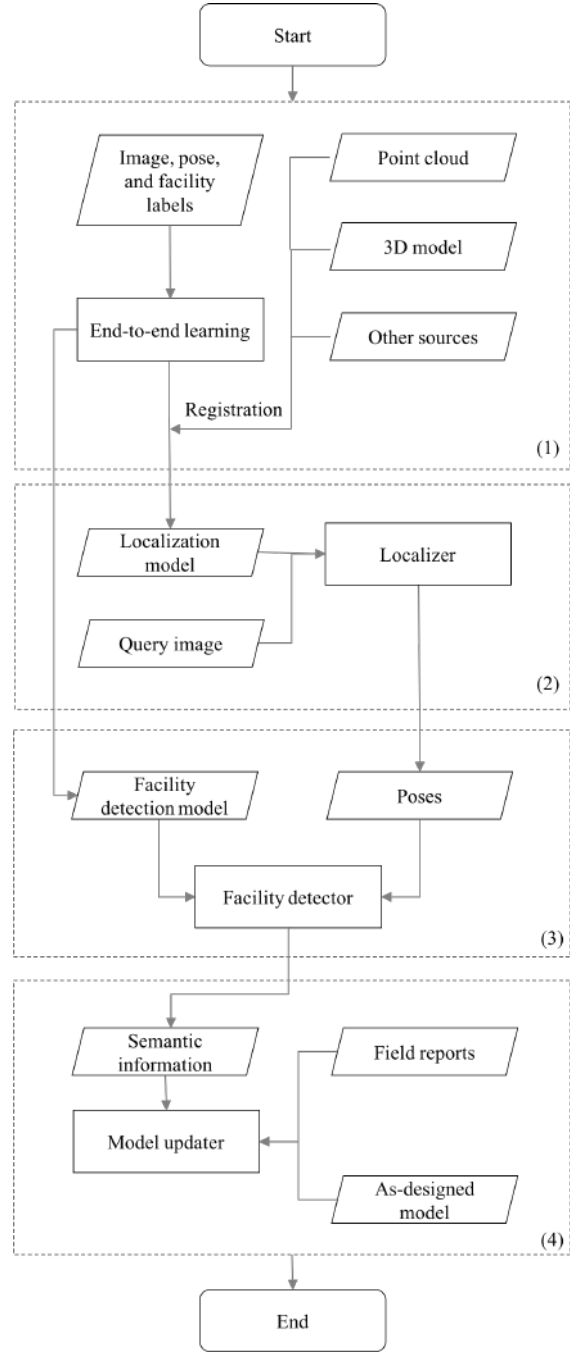 Start
Image, pose,
and facility
labels
Point cloud
3D model
End-to-end learning
Other sources
Registration
(1)
Localization
model
Localizer
Query image
(2)
Facility
detection model
Poses
Facility detector
(3)
Semantic
information
Field reports
Model updater
As-designed
model
(4)
End